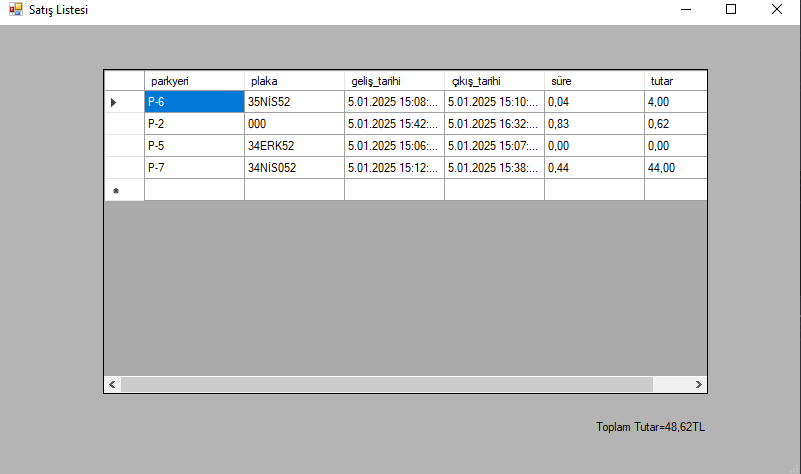 Satış Listesi
parkyeri plaka geliş_tarihi çıkış_tarihi süre tutar
P-6 35NİS52 5.01.2025 15:08:... 5.01.2025 15:10:... 0,04 4,00
P-2 000 5.01.2025 15:42:... 5.01.2025 16:32:... 0,83 0,62
P-5 34ERK52 5.01.2025 15:06:... 5.01.2025 15:07:... 0,00 0,00
P-7 34NİS052 5.01.2025 15:12:... 5.01.2025 15:38:... 0,44 44,00
Toplam Tutar=48,62TL